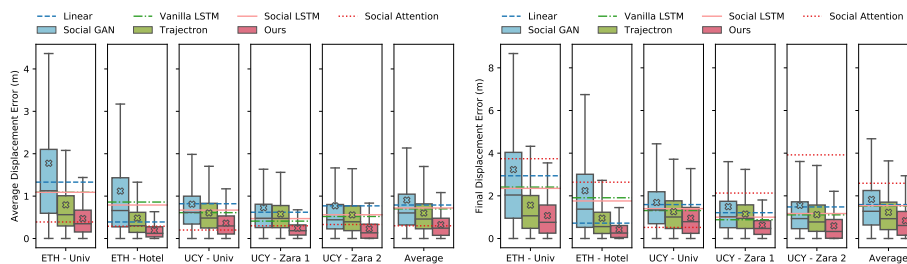 Linear Vanilla LSTM Social LSTM Social Attention
Social GAN Trajectron Ours
Average Displacement Error (m)
4
3
2
1
0
ETH - Univ ETH - Hotel UCY - Univ UCY - Zara 1 UCY - Zara 2 Average
Linear Vanilla LSTM Social LSTM Social Attention
Social GAN Trajectron Ours
Final Displacement Error (m)
8
6
4
2
0
ETH - Univ ETH - Hotel UCY - Univ UCY - Zara 1 UCY - Zara 2 Average